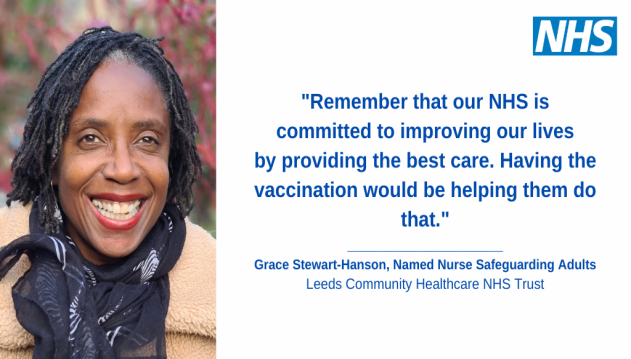 NHS
"Remember that our NHS is
committed to improving our lives
by providing the best care. Having the
vaccination would be helping them do
that."
Grace Stewart-Hanson, Named Nurse Safeguarding Adults
Leeds Community Healthcare NHS Trust